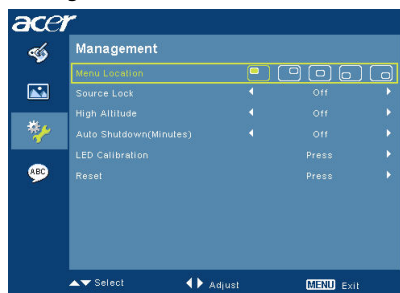 acer
Management
Menu Location
Source Lock Off
High Altitude Off
Auto Shutdown(Minutes) Off
LED Calibration Press
Reset Press
ABC
Select Adjust MENU Exit